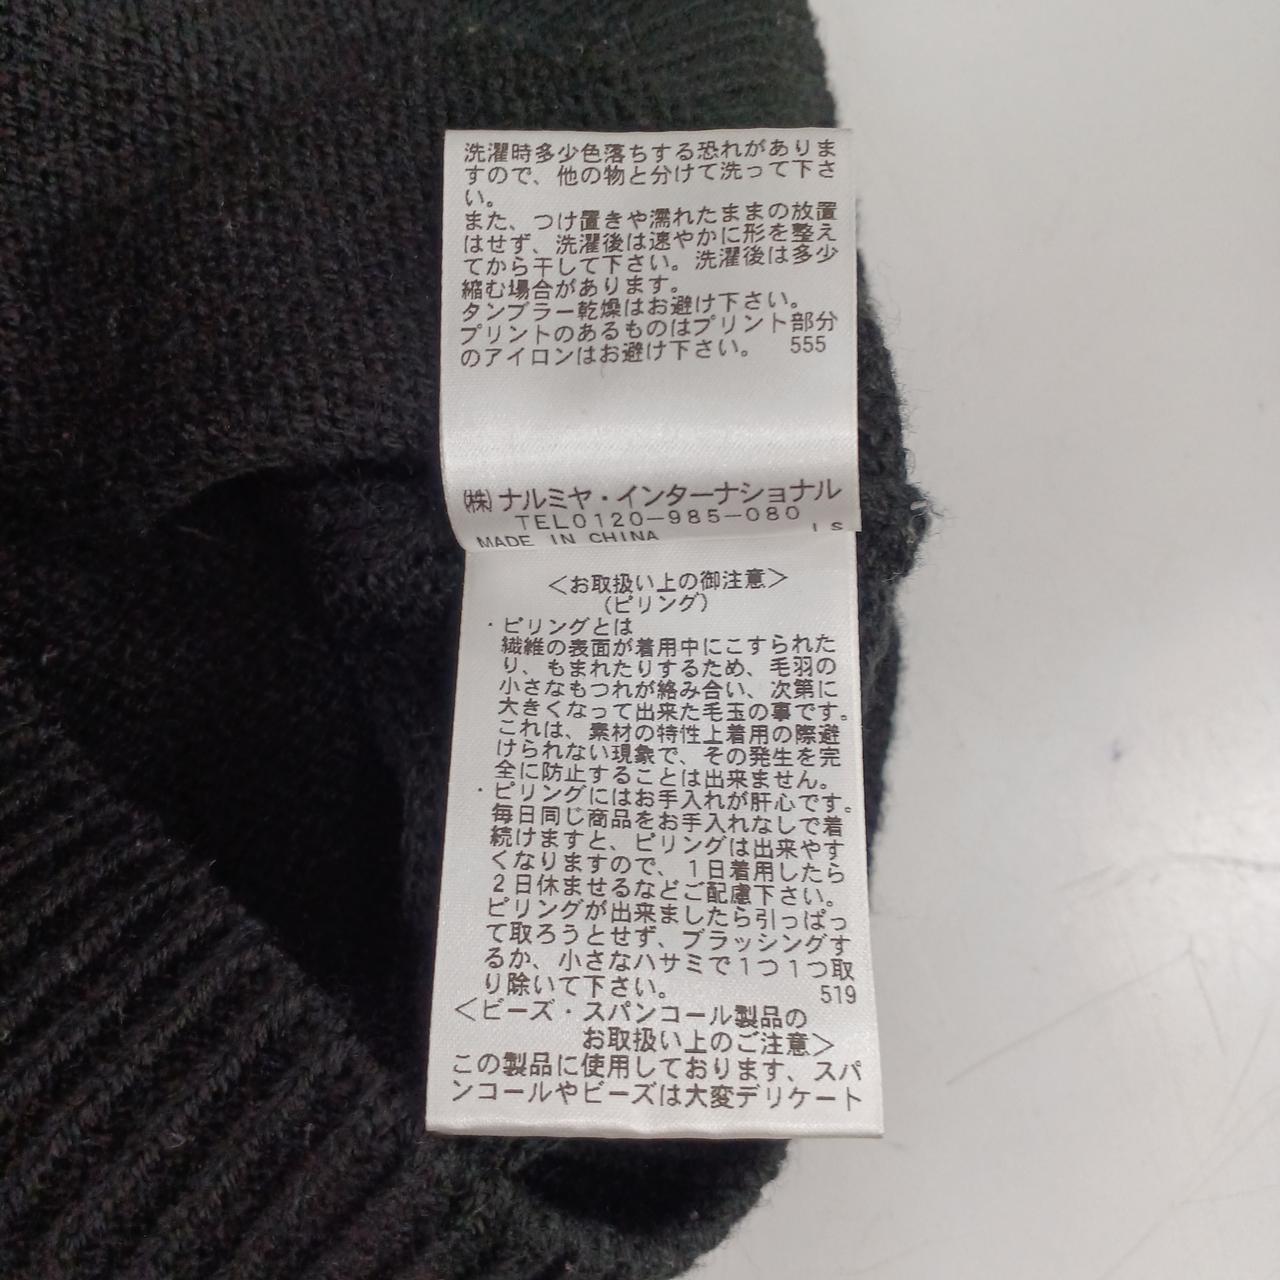 洗濯時多少色落ちする恐れがありま
すので、他の物と分けて洗って下さ
い。
また、つけ置きや濡れたままの放置
はせず、洗濯後は速やかに形を整え
てから干して下さい。洗濯後は多少
縮む場合があります。
タンブラー乾燥はお避け下さい。
プリントのあるものはプリント部分
のアイロンはお避け下さい。 555
㈱ナルミヤ・インターナショナル
TEL0120-985-080
MADE IN CHINA
<お取扱い上の御注意>
(ピリング)
・ピリングとは
繊維の表面が着用中にこすられた
り、もまれたりするため、毛羽の
小さなもつれが絡み合い、次第に
大きくなって出来た毛玉の事です。
これは、素材の特性上着用の際避
けられない現象で、その発生を完
全に防止することは出来ません。
・ピリングにはお手入れが肝心です。
毎日同じ商品をお手入れなしで着
続けますと、ピリングは出来やす
くなりますので、1日着用したら
2日休ませるなどご配慮下さい。
ピリングが出来ましたら引っぱっ
て取ろうとせず、ブラッシングす
るか、小さなハサミで1つ1つ取
り除いて下さい。 519
<ビーズ・スパンコール製品の
お取扱い上のご注意>
この製品に使用しております、スパ
ンコールやビーズは大変デリケート